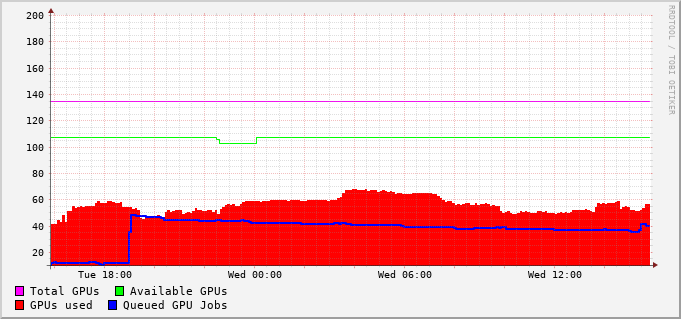 200
180
160
140
120
100
80
60
40
20
Tue 18:00 Wed 00:00 Wed 06:00 Wed 12:00
Total GPUs Available GPUs
GPUs used Queued GPU Jobs
RRDTOOL / TOBI OETIKER